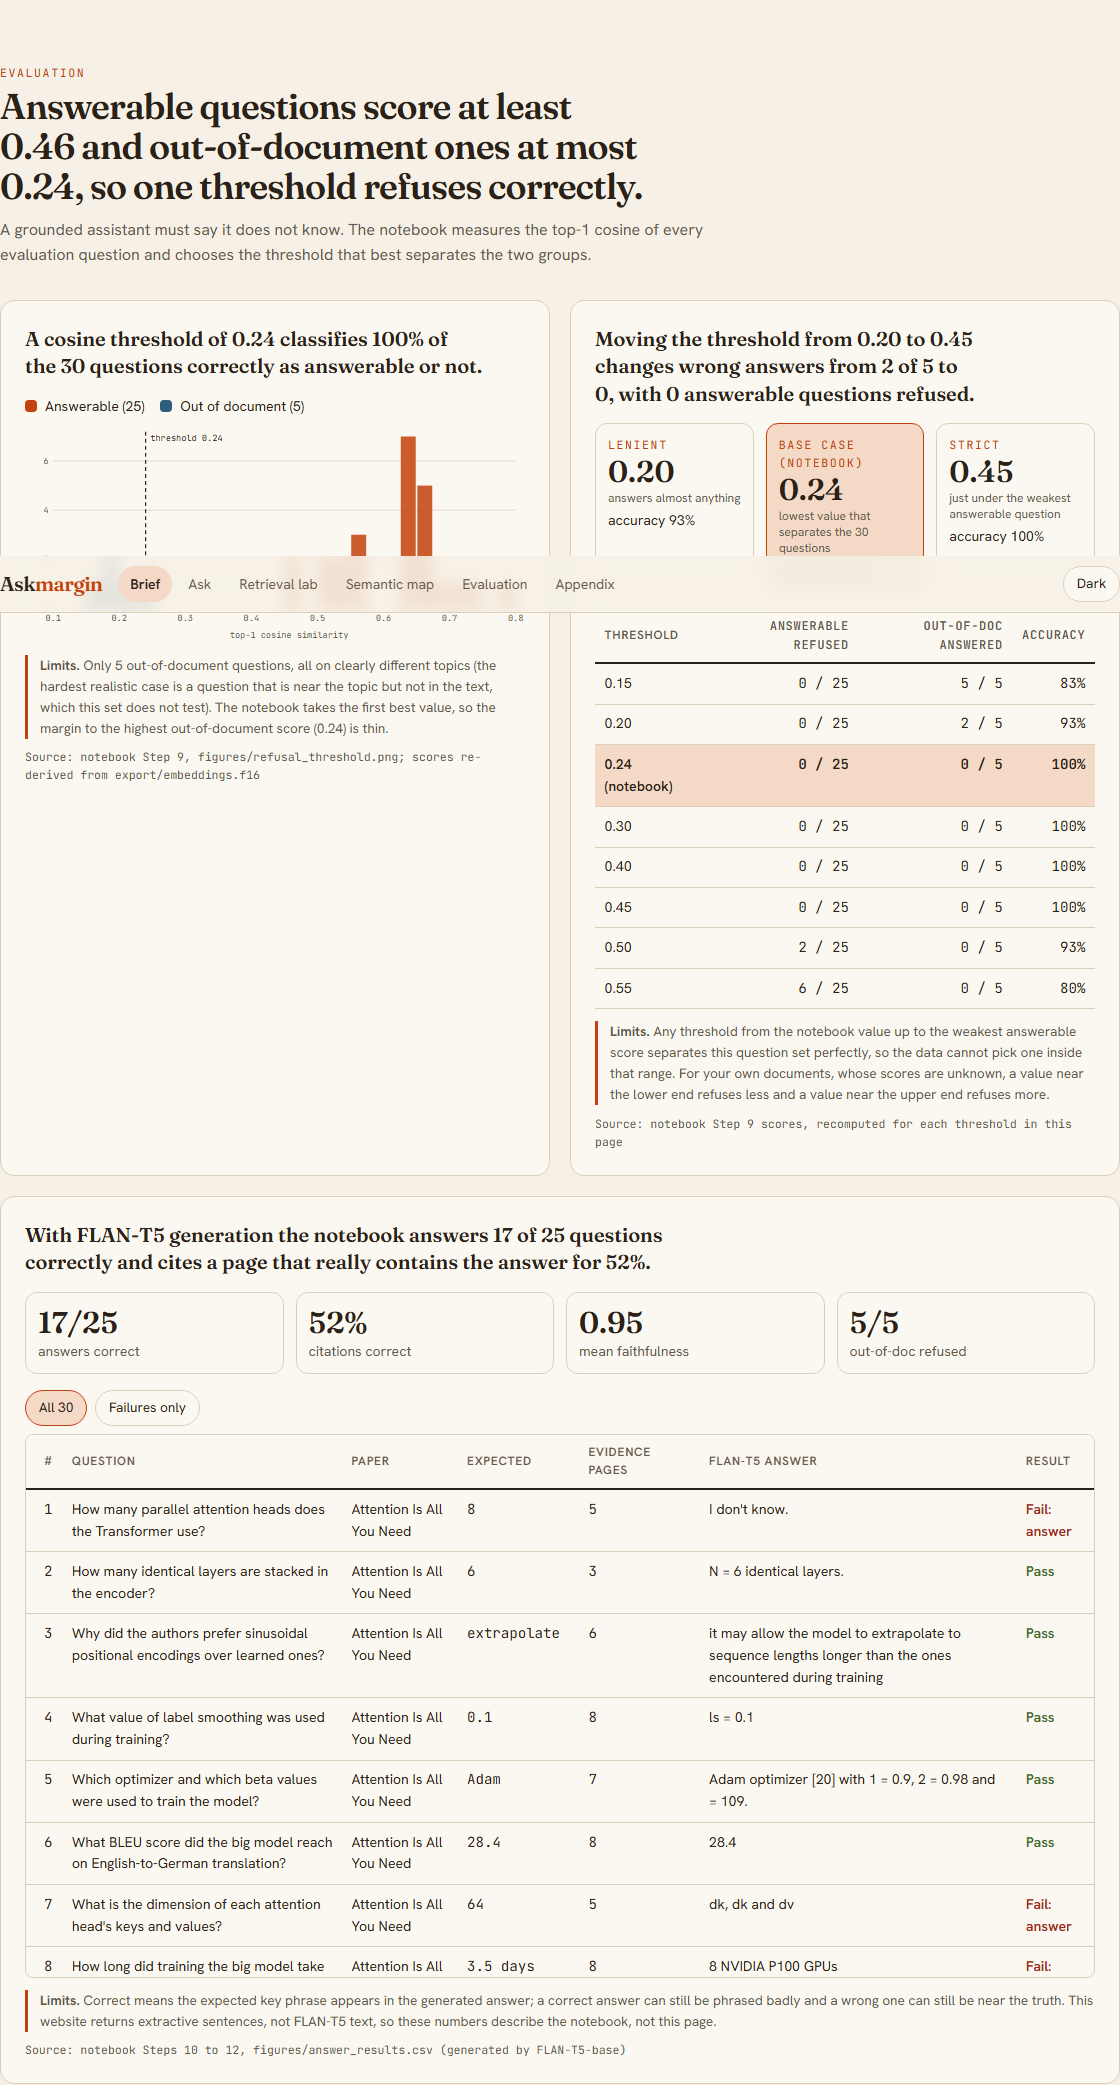 EVALUATION
Answerable questions score at least
0.46 and out-of-document ones at most
0.24, so one threshold refuses correctly.
A grounded assistant must say it does not know. The notebook measures the top-1 cosine of every
evaluation question and chooses the threshold that best separates the two groups.
A cosine threshold of 0.24 classifies 100% of
the 30 questions correctly as answerable or not.
Answerable (25) Out of document (5)
threshold 0.24
6
4
Moving the threshold from 0.20 to 0.45
changes wrong answers from 2 of 5 to
0, with 0 answerable questions refused.
LENIENT
0.20
answers almost anything
accuracy 93%
BASE CASE
(NOTEBOOK)
0.24
lowest value that
separates the 30
questions
STRICT
0.45
just under the weakest
answerable question
accuracy 100%
Askmargin Brief Ask Retrieval lab Semantic map Evaluation Appendix Dark
0.1 0.2 0.3 0.4 0.5 0.6 0.7 0.8
top-1 cosine similarity
Limits. Only 5 out-of-document questions, all on clearly different topics (the
hardest realistic case is a question that is near the topic but not in the text,
which this set does not test). The notebook takes the first best value, so the
margin to the highest out-of-document score (0.24) is thin.
Source: notebook Step 9, figures/refusal_threshold.png; scores re-
derived from export/embeddings.f16
THRESHOLD ANSWERABLE REFUSED OUT-OF-DOC ANSWERED ACCURACY
0.15 0 / 25 5 / 5 83%
0.20 0 / 25 2 / 5 93%
0.24 (notebook) 0 / 25 0 / 5 100%
0.30 0 / 25 0 / 5 100%
0.40 0 / 25 0 / 5 100%
0.45 0 / 25 0 / 5 100%
0.50 2 / 25 0 / 5 93%
0.55 6 / 25 0 / 5 80%
Limits. Any threshold from the notebook value up to the weakest answerable
score separates this question set perfectly, so the data cannot pick one inside
that range. For your own documents, whose scores are unknown, a value near
the lower end refuses less and a value near the upper end refuses more.
Source: notebook Step 9 scores, recomputed for each threshold in this
page
With FLAN-T5 generation the notebook answers 17 of 25 questions
correctly and cites a page that really contains the answer for 52%.
17/25
answers correct
52%
citations correct
0.95
mean faithfulness
5/5
out-of-doc refused
All 30 Failures only
# QUESTION PAPER EXPECTED EVIDENCE PAGES FLAN-T5 ANSWER RESULT
1 How many parallel attention heads does the Transformer use? Attention Is All You Need 8 5 I don't know. Fail: answer
2 How many identical layers are stacked in the encoder? Attention Is All You Need 6 3 N = 6 identical layers. Pass
3 Why did the authors prefer sinusoidal positional encodings over learned ones? Attention Is All You Need extrapolate 6 it may allow the model to extrapolate to sequence lengths longer than the ones encountered during training Pass
4 What value of label smoothing was used during training? Attention Is All You Need 0.1 8 ls = 0.1 Pass
5 Which optimizer and which beta values were used to train the model? Attention Is All You Need Adam 7 Adam optimizer [20] with 1 = 0.9, 2 = 0.98 and = 109. Pass
6 What BLEU score did the big model reach on English-to-German translation? Attention Is All You Need 28.4 8 28.4 Pass
7 What is the dimension of each attention head's keys and values? Attention Is All You Need 64 5 dk, dk and dv Fail: answer
8 How long did training the big model take Attention Is All 3.5 days 8 8 NVIDIA P100 GPUs Fail:
Limits. Correct means the expected key phrase appears in the generated answer; a correct answer can still be phrased badly and a wrong one can still be near the truth. This
website returns extractive sentences, not FLAN-T5 text, so these numbers describe the notebook, not this page.
Source: notebook Steps 10 to 12, figures/answer_results.csv (generated by FLAN-T5-base)